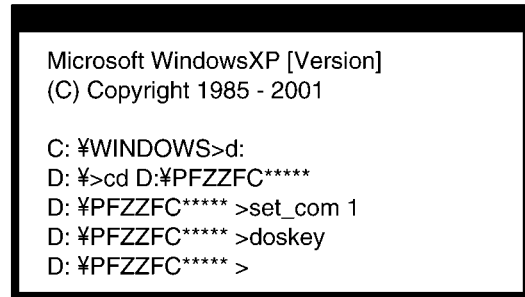 Microsoft WindowsXP [Version]
(C) Copyright 1985 - 2001
C: ¥WINDOWS>d:
D: ¥>cd D:¥PFZZFC*****
D: ¥PFZZFC***** >set_com 1
D: ¥PFZZFC***** >doskey
D: ¥PFZZFC***** >